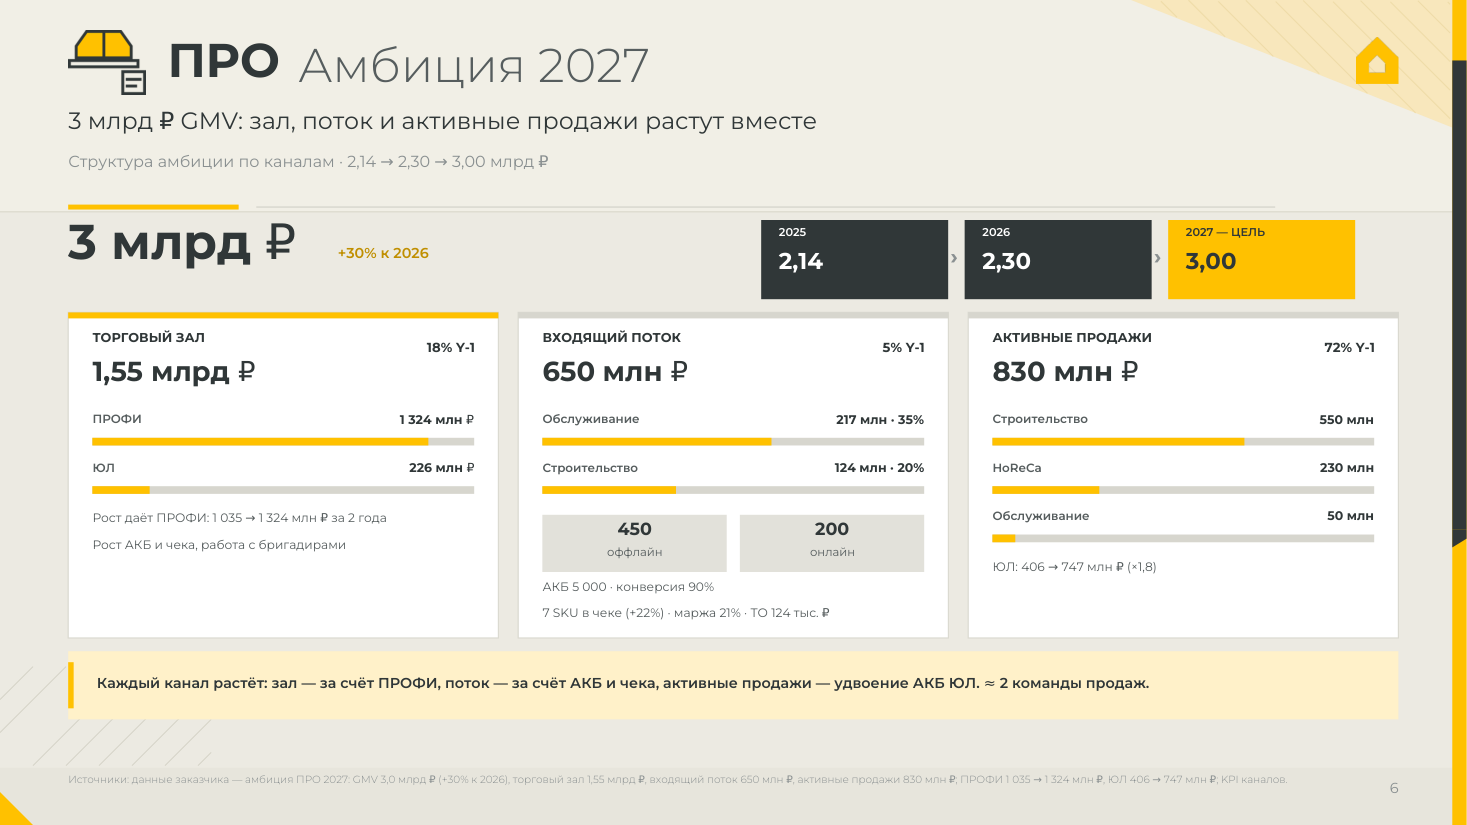 ПРО Амбиция 2027
3 млрд ₽ GMV: зал, поток и активные продажи растут вместе
Структура амбиции по каналам · 2,14 → 2,30 → 3,00 млрд ₽
3 млрд ₽
+30% к 2026
2025
2,14
›
2026
2,30
›
2027 — ЦЕЛЬ
3,00
ТОРГОВЫЙ ЗАЛ
18% Y-1
1,55 млрд ₽
ПРОФИ 1 324 млн ₽
ЮЛ 226 млн ₽
Рост даёт ПРОФИ: 1 035 → 1 324 млн ₽ за 2 года
Рост АКБ и чека, работа с бригадирами
ВХОДЯЩИЙ ПОТОК
5% Y-1
650 млн ₽
Обслуживание 217 млн · 35%
Строительство 124 млн · 20%
450
оффлайн
200
онлайн
АКБ 5 000 · конверсия 90%
7 SKU в чеке (+22%) · маржа 21% · ТО 124 тыс. ₽
АКТИВНЫЕ ПРОДАЖИ
72% Y-1
830 млн ₽
Строительство 550 млн
HoReCa 230 млн
Обслуживание 50 млн
ЮЛ: 406 → 747 млн ₽ (×1,8)
Каждый канал растёт: зал — за счёт ПРОФИ, поток — за счёт АКБ и чека, активные продажи — удвоение АКБ ЮЛ. ≈ 2 команды продаж.
Источники: данные заказчика — амбиция ПРО 2027: GMV 3,0 млрд ₽ (+30% к 2026), торговый зал 1,55 млрд ₽, входящий поток 650 млн ₽, активные продажи 830 млн ₽; ПРОФИ 1 035 → 1 324 млн ₽, ЮЛ 406 → 747 млн ₽; KPI каналов.
6